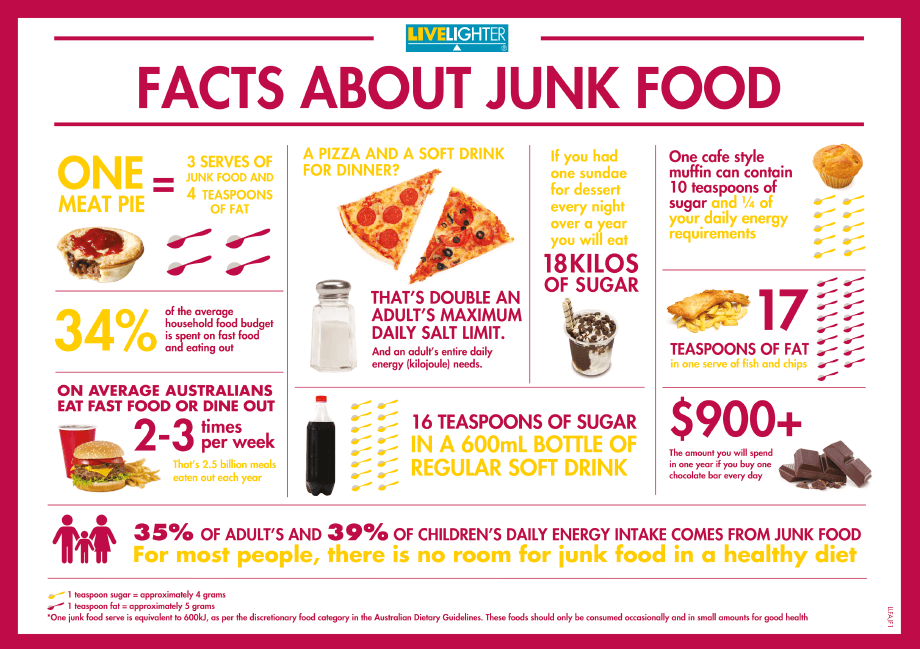 LIVELIGHTER®
FACTS ABOUT JUNK FOOD
ONE
MEAT PIE
=
3 SERVES OF
JUNK FOOD AND
4 TEASPOONS
OF FAT
34%
of the average
household food budget
is spent on fast food
and eating out
ON AVERAGE AUSTRALIANS
EAT FAST FOOD OR DINE OUT
2-3 times
per week
That's 2.5 billion meals
eaten out each year
A PIZZA AND A SOFT DRINK
FOR DINNER?
THAT'S DOUBLE AN
ADULT'S MAXIMUM
DAILY SALT LIMIT.
And an adult's entire daily
energy (kilojoule) needs.
If you had
one sundae
for dessert
every night
over a year
you will eat
18KILOS
OF SUGAR
16 TEASPOONS OF SUGAR
IN A 600mL BOTTLE OF
REGULAR SOFT DRINK
One cafe style
muffin can contain
10 teaspoons of
sugar and ¼ of
your daily energy
requirements
17
TEASPOONS OF FAT
in one serve of fish and chips
$900+
The amount you will spend
in one year if you buy one
chocolate bar every day
35% OF ADULT'S AND 39% OF CHILDREN'S DAILY ENERGY INTAKE COMES FROM JUNK FOOD
For most people, there is no room for junk food in a healthy diet
1 teaspoon sugar = approximately 4 grams
1 teaspoon fat = approximately 5 grams
*One junk food serve is equivalent to 600kJ, as per the discretionary food category in the Australian Dietary Guidelines. These foods should only be consumed occasionally and in small amounts for good health